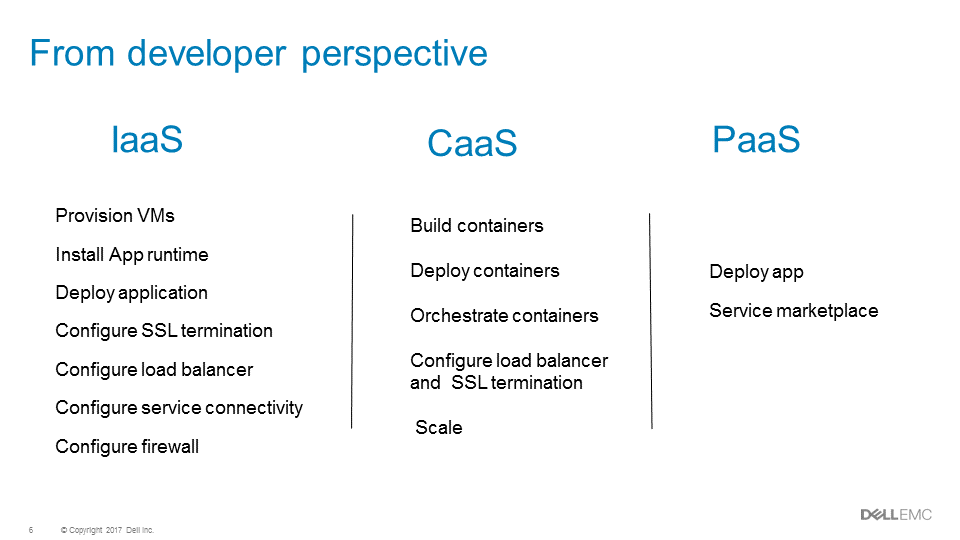 From developer perspective
IaaS
Provision VMs
Install App runtime
Deploy application
Configure SSL termination
Configure load balancer
Configure service connectivity
Configure firewall
CaaS
Build containers
Deploy containers
Orchestrate containers
Configure load balancer
and SSL termination
Scale
PaaS
Deploy app
Service marketplace
6
© Copyright 2017 Dell Inc.
DELLEMC